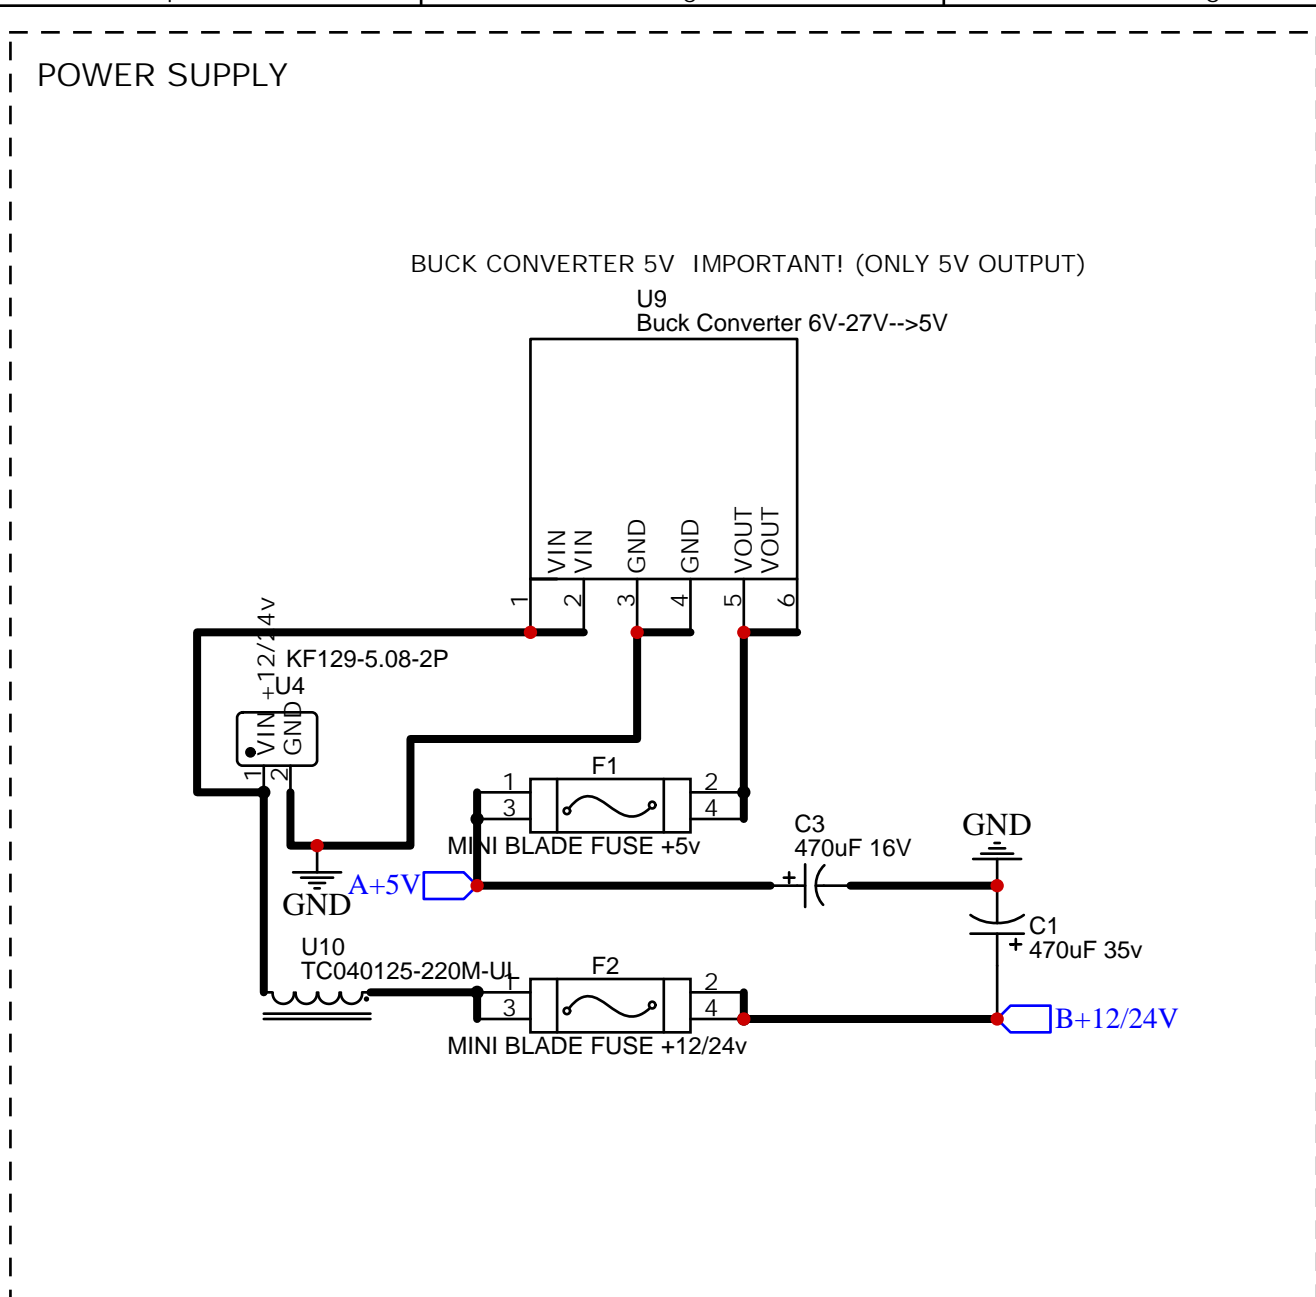 POWER SUPPLY
BUCK CONVERTER 5V IMPORTANT! (ONLY 5V OUTPUT)
U9
Buck Converter 6V-27V-->5V
VIN
VIN
GND
GND
VOUT
VOUT
1
2
3
4
5
6
KF129-5.08-2P
U4
VIN +12/24v
GND
1
2
GND
F1
1
3
2
4
MINI BLADE FUSE +5v
A+5V
C3
470uF 16V
GND
C1
470uF 35v
U10
TC040125-220M-UL
F2
1
3
2
4
MINI BLADE FUSE +12/24v
B+12/24V